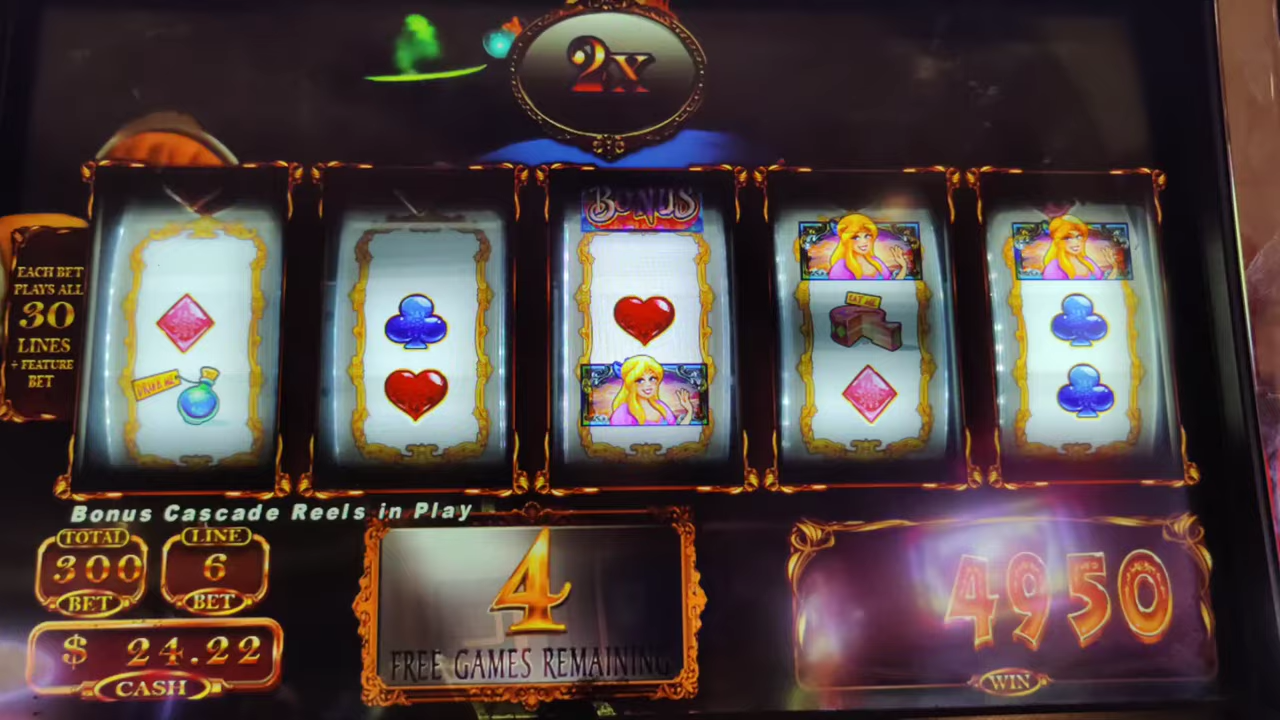 2x
BONUS
EACH BET
PLAYS ALL
30
LINES
+ FEATURE
BET
EAT ME
DRINK ME
Bonus Cascade Reels in Play
TOTAL
300
BET
LINE
6
BET
$ 24.22
CASH
4
FREE GAMES REMAINING
4950
WIN